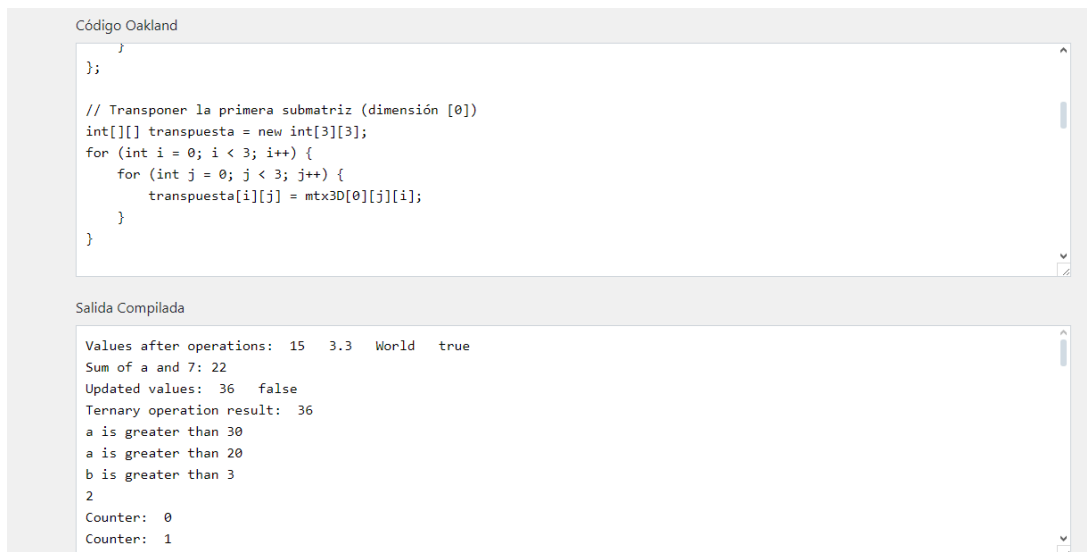 Código Oakland
    }
};
// Transponer la primera submatriz (dimensión [0])
int[][] transpuesta = new int[3][3];
for (int i = 0; i < 3; i++) {
    for (int j = 0; j < 3; j++) {
        transpuesta[i][j] = mtx3D[0][j][i];
    }
}
Salida Compilada
Values after operations:  15   3.3   World   true
Sum of a and 7: 22
Updated values:  36   false
Ternary operation result:  36
a is greater than 30
a is greater than 20
b is greater than 3
2
Counter:  0
Counter:  1